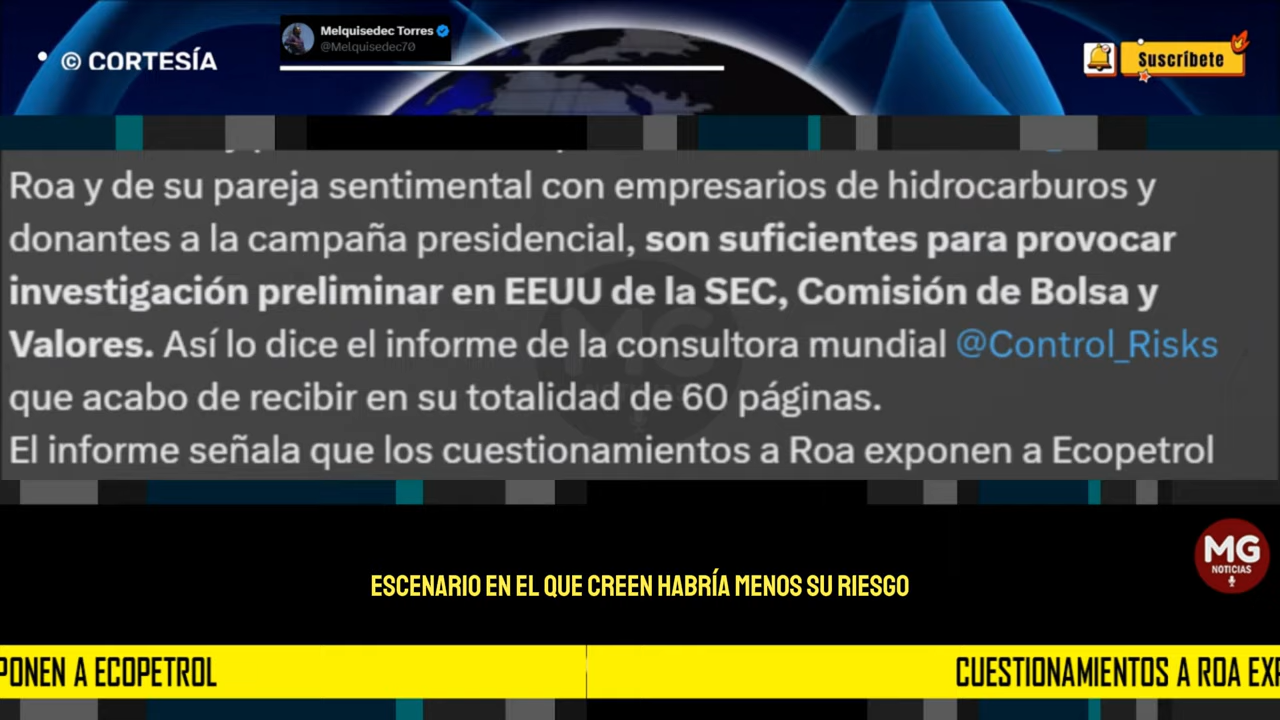 © CORTESÍA
Melquisedec Torres
@Melquisedec70
Suscríbete
Roa y de su pareja sentimental con empresarios de hidrocarburos y
donantes a la campaña presidencial, son suficientes para provocar
investigación preliminar en EEUU de la SEC, Comisión de Bolsa y
Valores. Así lo dice el informe de la consultora mundial @Control_Risks
que acabo de recibir en su totalidad de 60 páginas.
El informe señala que los cuestionamientos a Roa exponen a Ecopetrol
MG
NOTICIAS
ESCENARIO EN EL QUE CREEN HABRÍA MENOS SU RIESGO
PONEN A ECOPETROL
CUESTIONAMIENTOS A ROA EXP